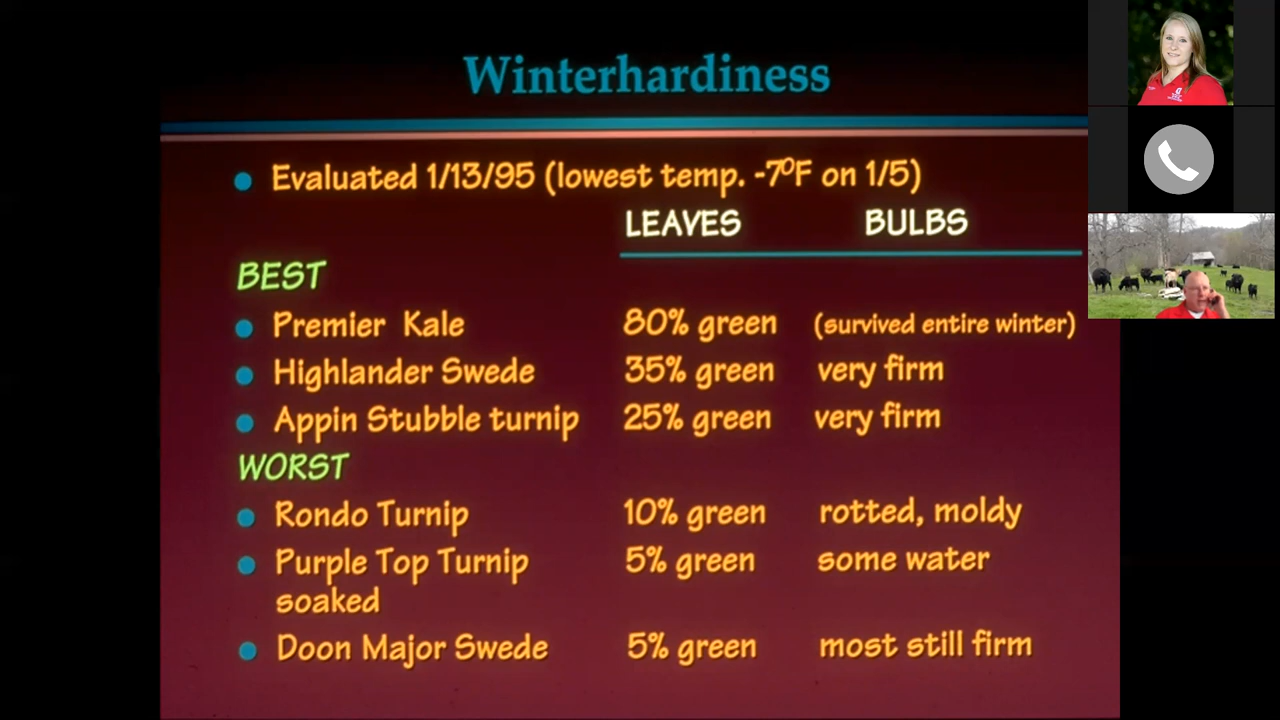 Winterhardiness
Evaluated 1/13/95 (lowest temp. -7⁰F on 1/5)
LEAVES BULBS
BEST
Premier Kale 80% green (survived entire winter)
Highlander Swede 35% green very firm
Appin Stubble turnip 25% green very firm
WORST
Rondo Turnip 10% green rotted, moldy
Purple Top Turnip 5% green some water
soaked
Doon Major Swede 5% green most still firm